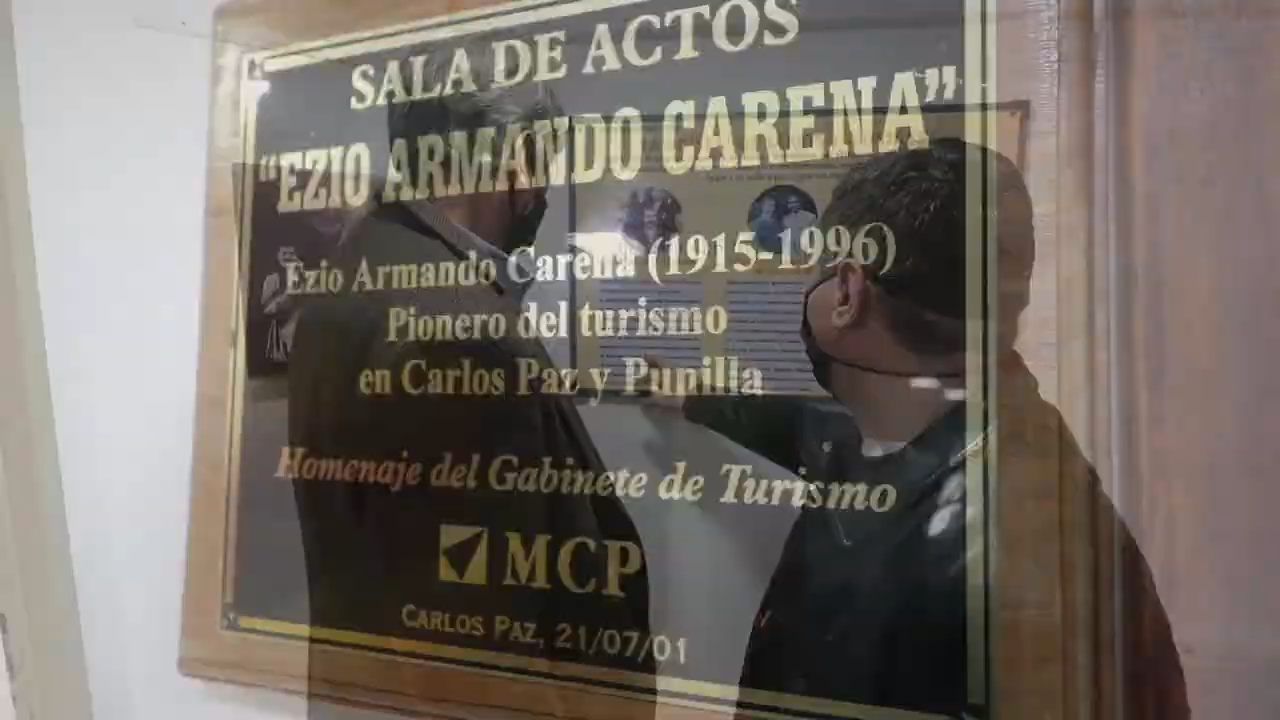 SALA DE ACTOS
“EZIO ARMANDO CARENA”
Ezio Armando Carena (1915-1996)
Pionero del turismo
en Carlos Paz y Punilla
Homenaje del Gabinete de Turismo
MCP
CARLOS PAZ, 21/07/01